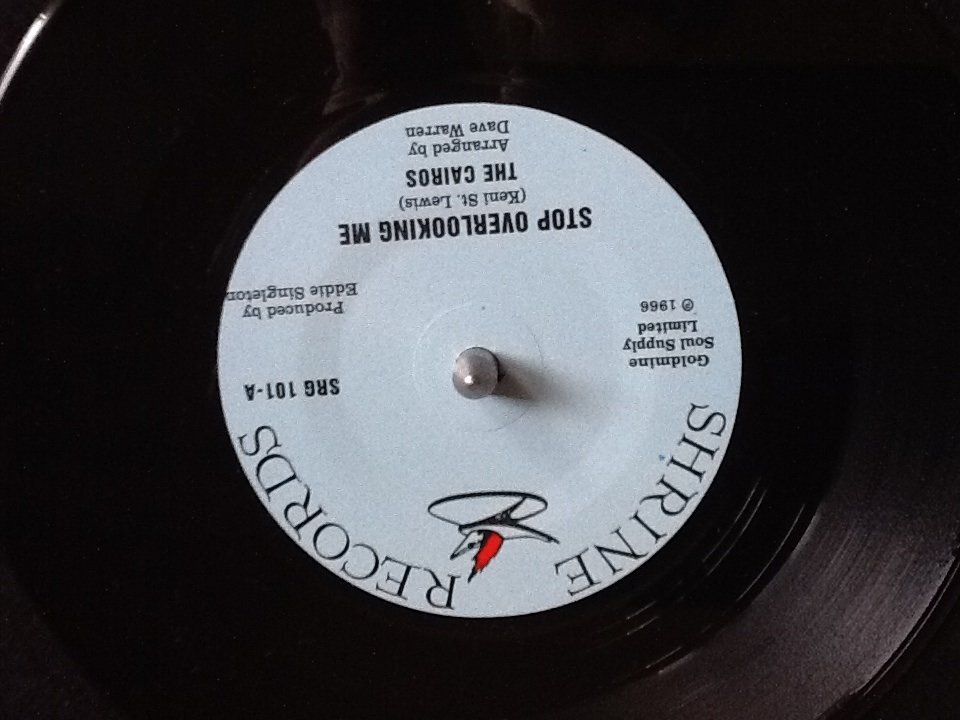 SHRINE RECORDS
Goldmine
Soul Supply
Limited
℗ 1966
SRG 101-A
Produced by
Eddie Singleton
STOP OVERLOOKING ME
(Keni St. Lewis)
THE CAIROS
Arranged by
Dave Warren